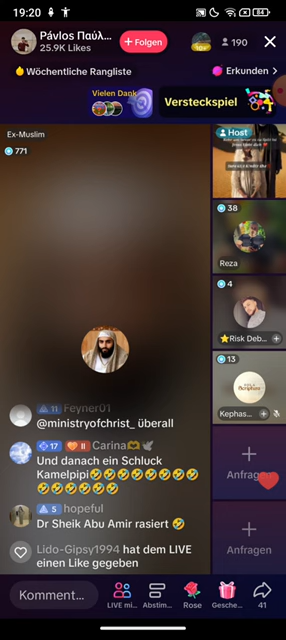 19:20
84
Pávlos Παύλ...
25.9K Likes
+ Folgen
10+
190
Wöchentliche Rangliste
Erkunden >
Vielen Dank
Versteckspiel
Ex-Muslim
771
Host
38
Reza
4
Risk Deb...
13
Kephas...
Anfragen
Anfragen
11 Feyner01
@ministryofchrist_ überall
17 II Carina
Und danach ein Schluck
Kamelpipi
5 hopeful
Dr Sheik Abu Amir rasiert
Lido-Gipsy1994 hat dem LIVE
einen Like gegeben
Komment...
LIVE mi...
Abstim...
Rose
Gesche...
41